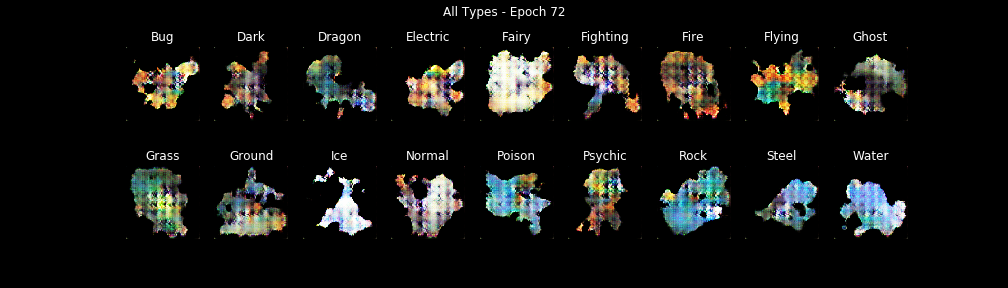 All Types - Epoch 72
Bug Dark Dragon Electric Fairy Fighting Fire Flying Ghost
Grass Ground Ice Normal Poison Psychic Rock Steel Water